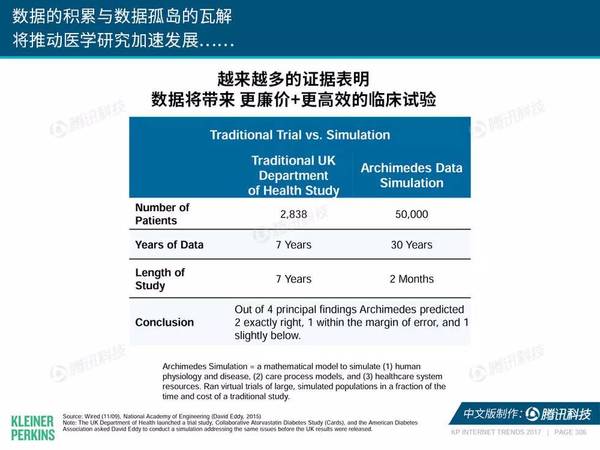 数据的积累与数据孤岛的瓦解
将推动医学研究加速发展……
越来越多的证据表明
数据将带来 更廉价+更高效的临床试验
腾讯科技
腾讯科技
Traditional Trial vs. Simulation
Traditional UK
Department
of Health Study
Archimedes Data
Simulation
Number of
Patients
2,838
50,000
腾讯科技
Years of Data
7 Years
30 Years
Length of
Study
7 Years
2 Months
Conclusion
Out of 4 principal findings Archimedes predicted
2 exactly right, 1 within the margin of error, and 1
slightly below.
腾讯科技
腾讯科技
Archimedes Simulation = a mathematical model to simulate (1) human
physiology and disease, (2) care process models, and (3) healthcare system
resources. Ran virtual trials of large, simulated populations in a fraction of the
time and cost of a traditional study.
KLEINER
PERKINS
Source: Wired (11/09), National Academy of Engineering (David Eddy, 2015)
Note: The UK Department of Health launched a trial study, Collaborative Atorvastatin Diabetes Study (Cards), and the American Diabetes
Association asked David Eddy to conduct a simulation addressing the same issues before the UK results were released.
中文版制作：腾讯科技
KP INTERNET TRENDS 2017 | PAGE 306